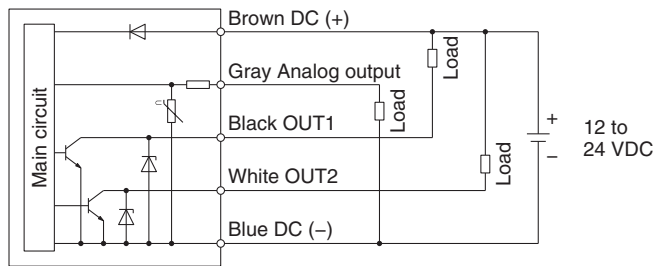 Brown DC (+)
Gray Analog output
Black OUT1
White OUT2
Blue DC (−)
Main circuit
Load
Load
Load
+
−
12 to
24 VDC